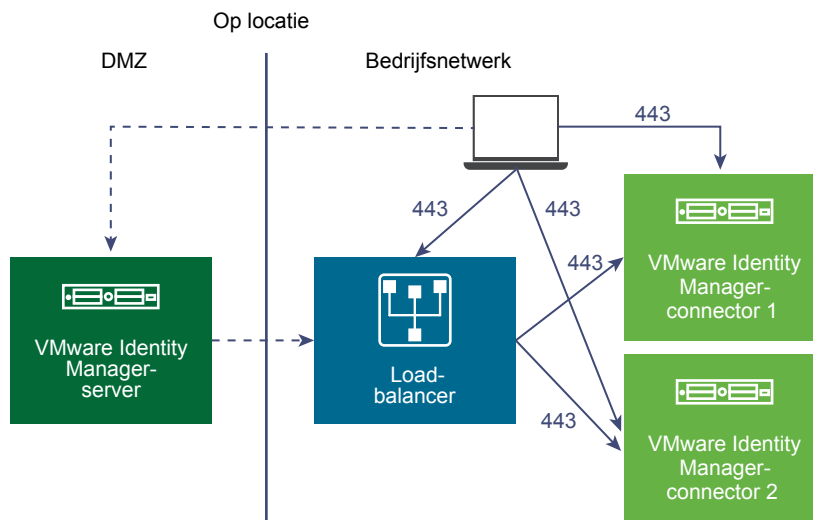 Op locatie
DMZ
Bedrijfsnetwerk
443
443
443
443
443
VMware Identity
Manager-
connector 1
VMware Identity
Manager-
server
Load-
balancer
VMware Identity
Manager-
connector 2